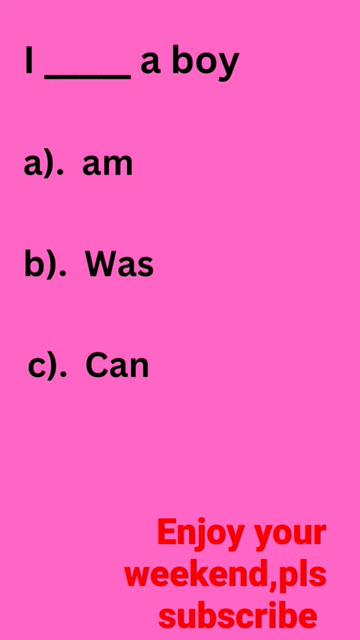 I _____ a boy
a). am
b). Was
c). Can
Enjoy your
weekend,pls
subscribe